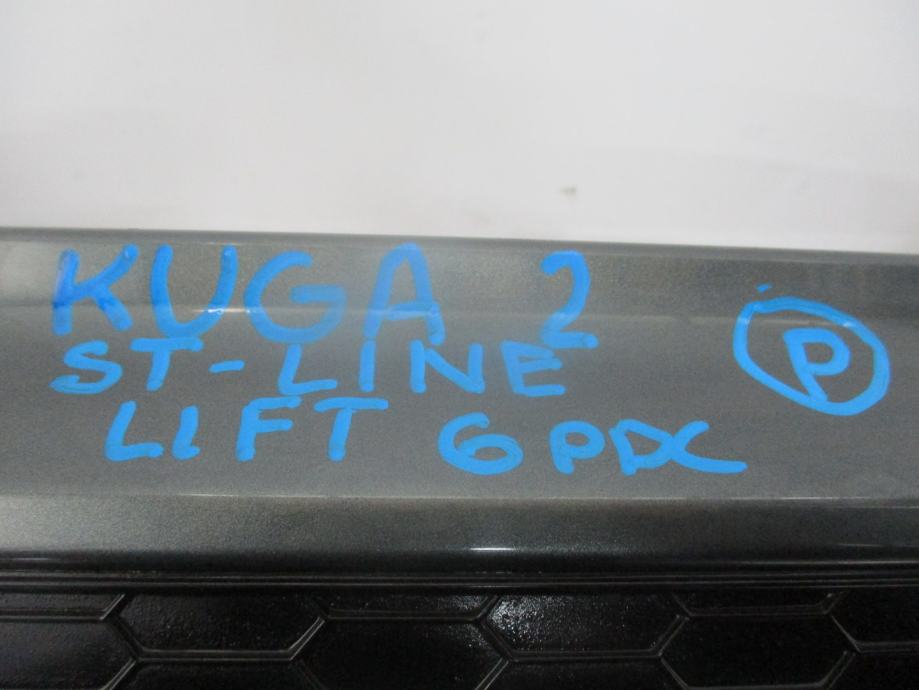 KUGA 2
ST-LINE
LIFT 6PDC
P